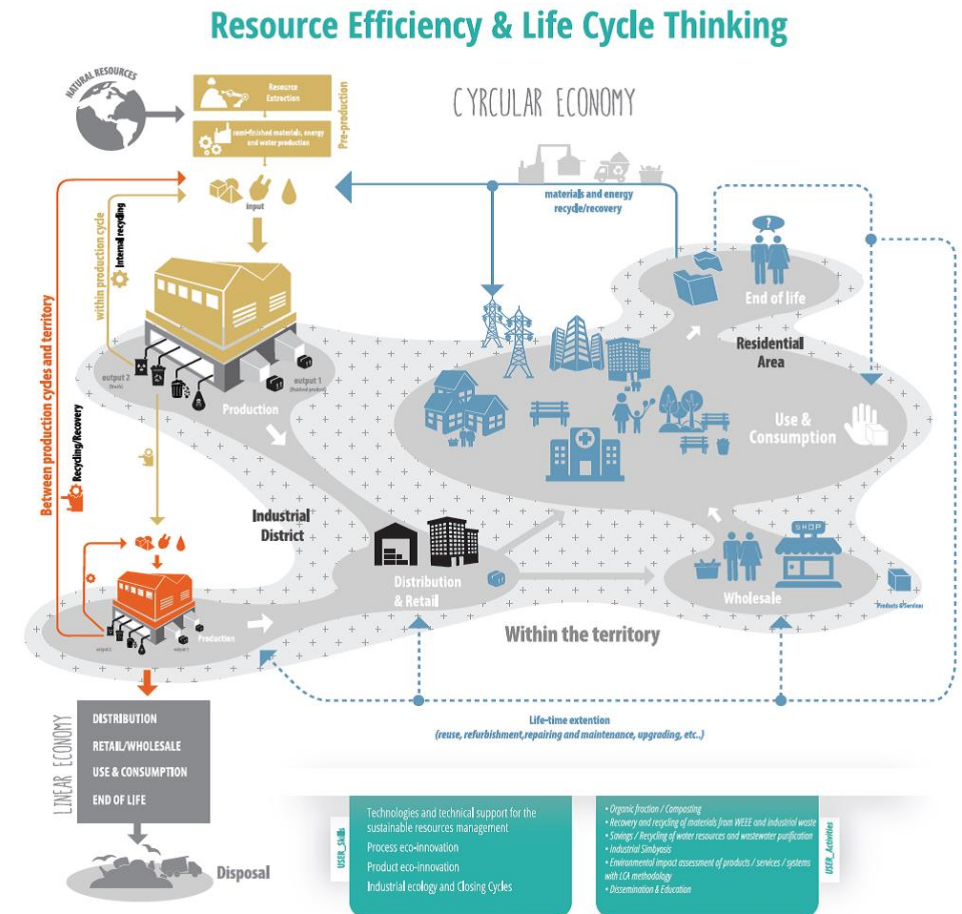 Resource Efficiency & Life Cycle Thinking
NATURAL RESOURCES
Resource
Extraction
semi-finished materials, energy
and water production
Pre-production
CYRCULAR ECONOMY
input
materials and energy
recycle/recovery
Between production cycles and territory
Recycling/Recovery
within production cycle
Internal recycling
output 2
output 1
(finished product)
Production
End of life
Residential
Area
Use &
Consumption
Industrial
District
Distribution
& Retail
SHOP
Wholesale
Products & Services
Within the territory
Production
output 2
output 1
Life-time extention
(reuse, refurbishment,repairing and maintenance, upgrading, etc..)
LINEAR ECONOMY
DISTRIBUTION
RETAIL/WHOLESALE
USE & CONSUMPTION
END OF LIFE
Disposal
USER_Skills
Technologies and technical support for the
sustainable resources management
Process eco-innovation
Product eco-innovation
Industrial ecology and Closing Cycles
• Organic fraction / Composting
• Recovery and recycling of materials from WEEE and industrial waste
• Savings / Recycling of water resources and wastewater purification
• Industrial Simbyosis
• Environmental impact assessment of products / services / systems
with LCA methodology
• Dissemination & Education
USER_Activities